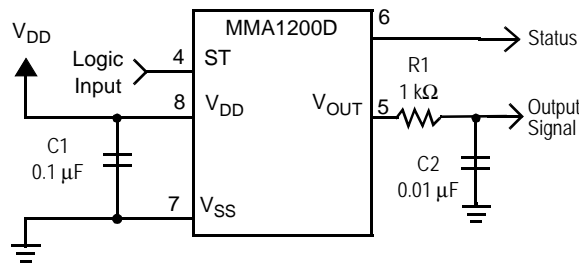 MMA1200D
6
Status
V_DD
Logic
Input
4
ST
R1
1 kΩ
8
V_DD
V_OUT
5
Output
Signal
C1
0.1 μF
C2
0.01 μF
7
V_SS